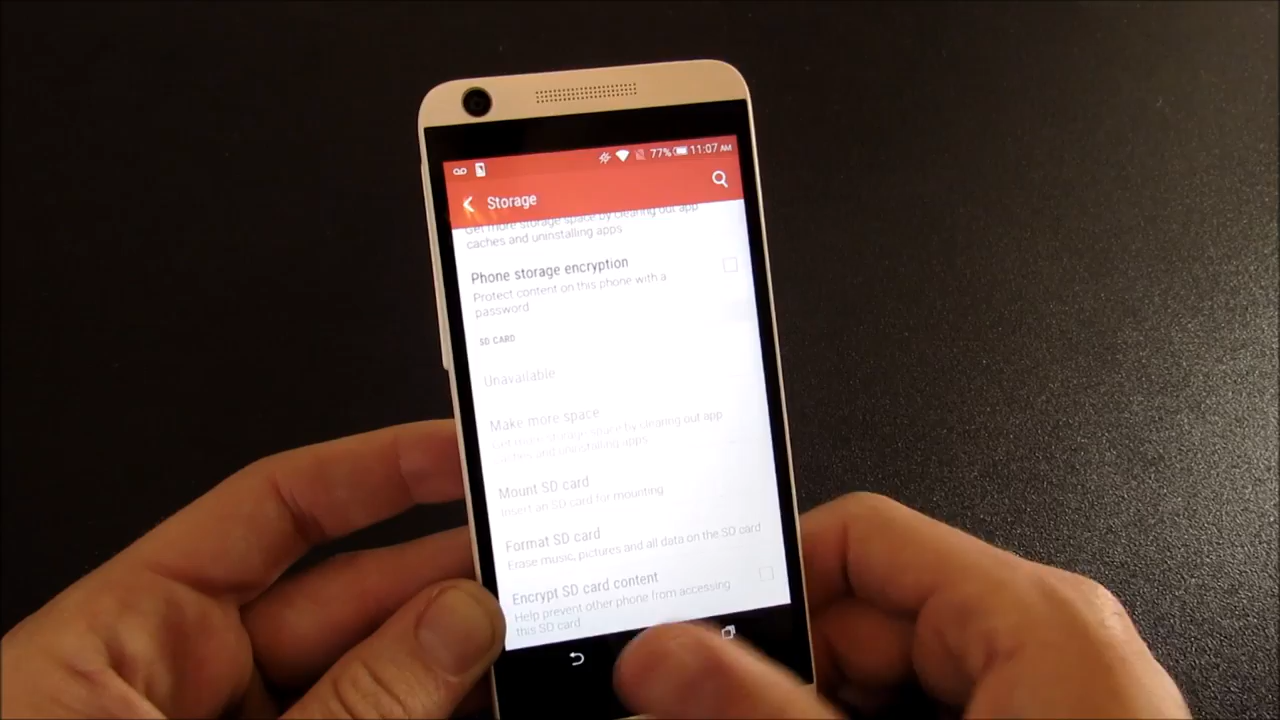 77% 11:07 AM
Storage
Get more storage space by clearing out app
caches and uninstalling apps
Phone storage encryption
Protect content on this phone with a
password
SD CARD
Unavailable
Make more space
Get more storage space by clearing out app
caches and uninstalling apps
Mount SD card
Insert an SD card for mounting
Format SD card
Erase music, pictures and all data on the SD card
Encrypt SD card content
Help prevent other phone from accessing
this SD card